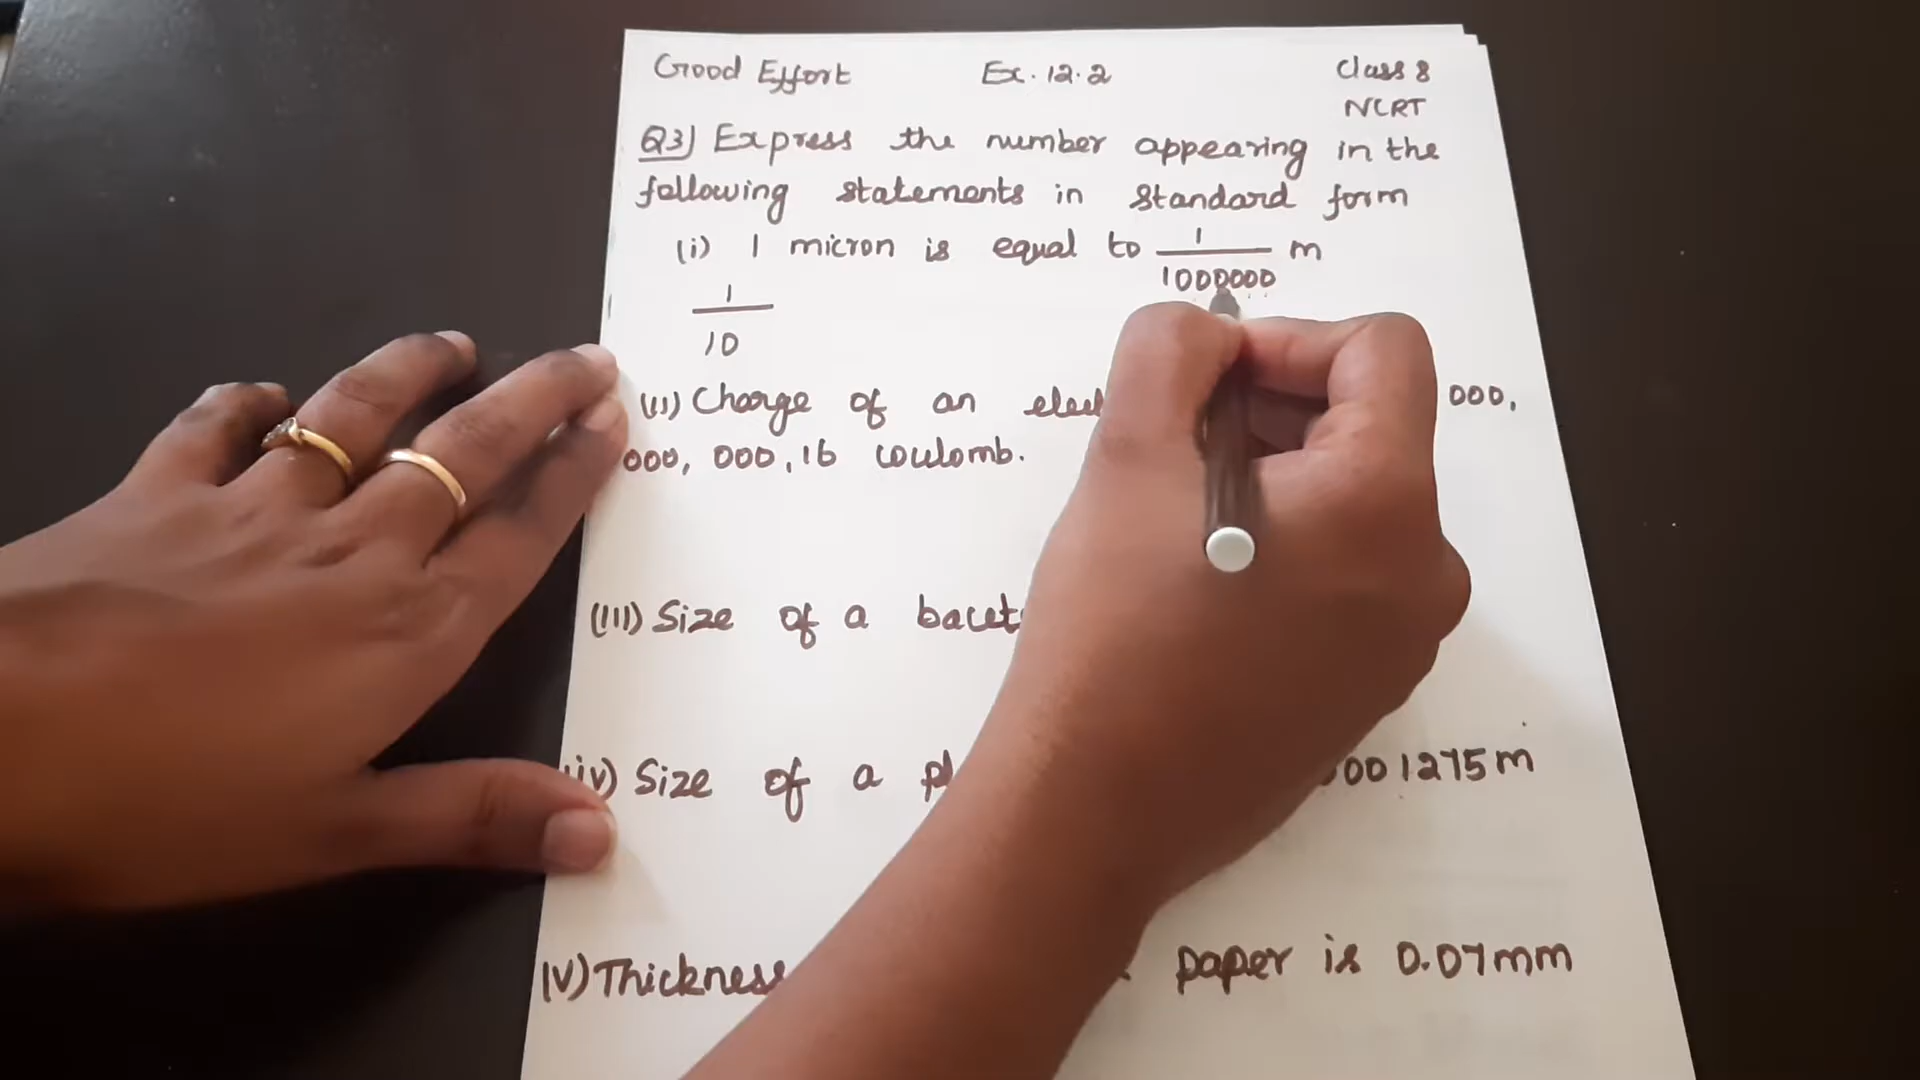 Good Effort Ex. 12.2 Class 8
NCRT
Q3) Express the number appearing in the
following statements in standard form
(i) 1 micron is equal to 1/1000000 m
1/10
(ii) Charge of an 000,
000, 000, 16 coulomb.
(iii) Size of a
(iv) Size of a 001275m
(V) Thickness paper is 0.07mm